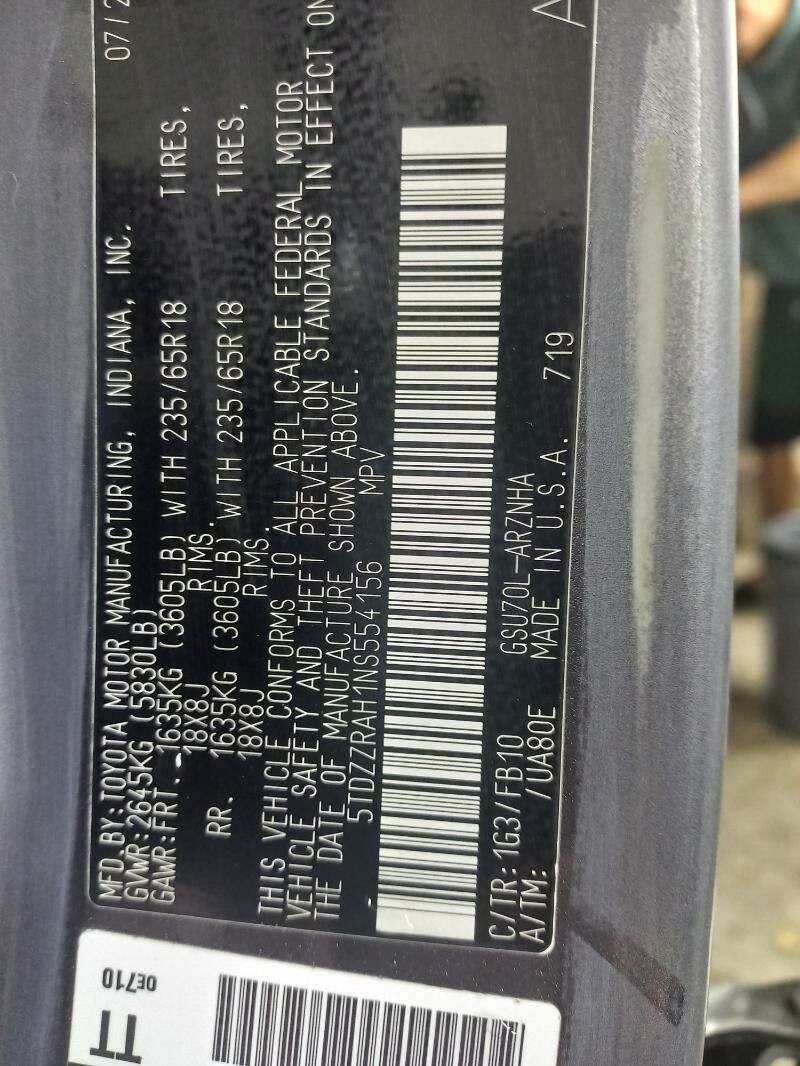 MFD.BY:TOYOTA MOTOR MANUFACTURING, INDIANA, INC. 07/2
GVWR:2645KG (5830LB)
GAWR:FRT. 1635KG (3605LB) WITH 235/65R18 TIRES,
18X8J RIMS.
RR. 1635KG (3605LB) WITH 235/65R18 TIRES,
18X8J RIMS.
THIS VEHICLE CONFORMS TO ALL APPLICABLE FEDERAL MOTOR
VEHICLE SAFETY AND THEFT PREVENTION STANDARDS IN EFFECT ON
THE DATE OF MANUFACTURE SHOWN ABOVE.
5TDZZRAH1NS554156 MPV
C/TR: 1G3/FB10 GSU70L-ARZNHA
A/TM: /UA80E MADE IN U.S.A. 719
A
0E710
TT